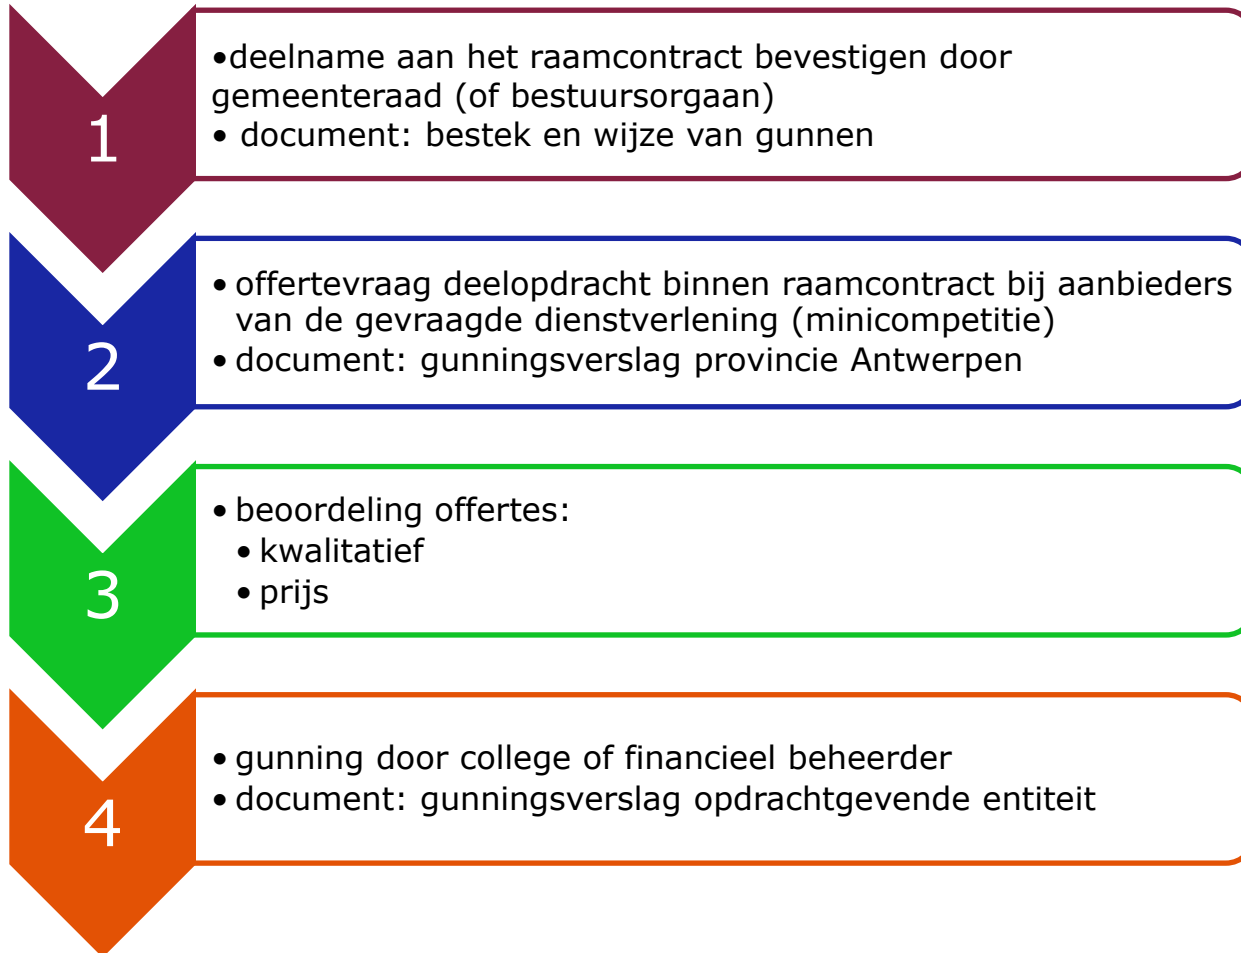 1
•deelname aan het raamcontract bevestigen door
gemeenteraad (of bestuursorgaan)
• document: bestek en wijze van gunnen
2
• offertevraag deelopdracht binnen raamcontract bij aanbieders
van de gevraagde dienstverlening (minicompetitie)
• document: gunningsverslag provincie Antwerpen
3
• beoordeling offertes:
• kwalitatief
• prijs
4
• gunning door college of financieel beheerder
• document: gunningsverslag opdrachtgevende entiteit